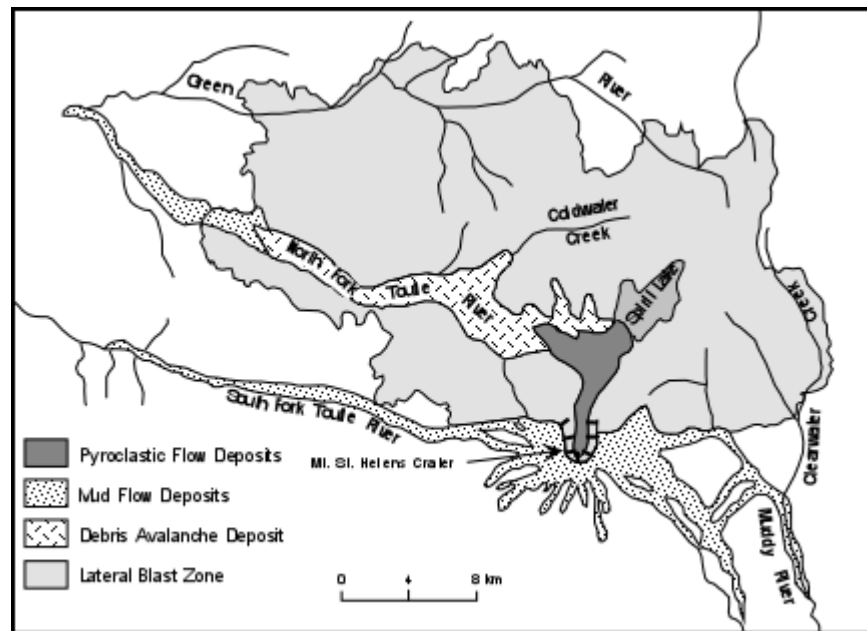 Green
River
Coldwater
Creek
North Fork Toutle River
Spirit Lake
Creek
Clearwater
South Fork Toutle
River
Mt. St. Helens Crater
Muddy River
Pyroclastic Flow Deposits
Mud Flow Deposits
Debris Avalanche Deposit
Lateral Blast Zone
0 4 8 km